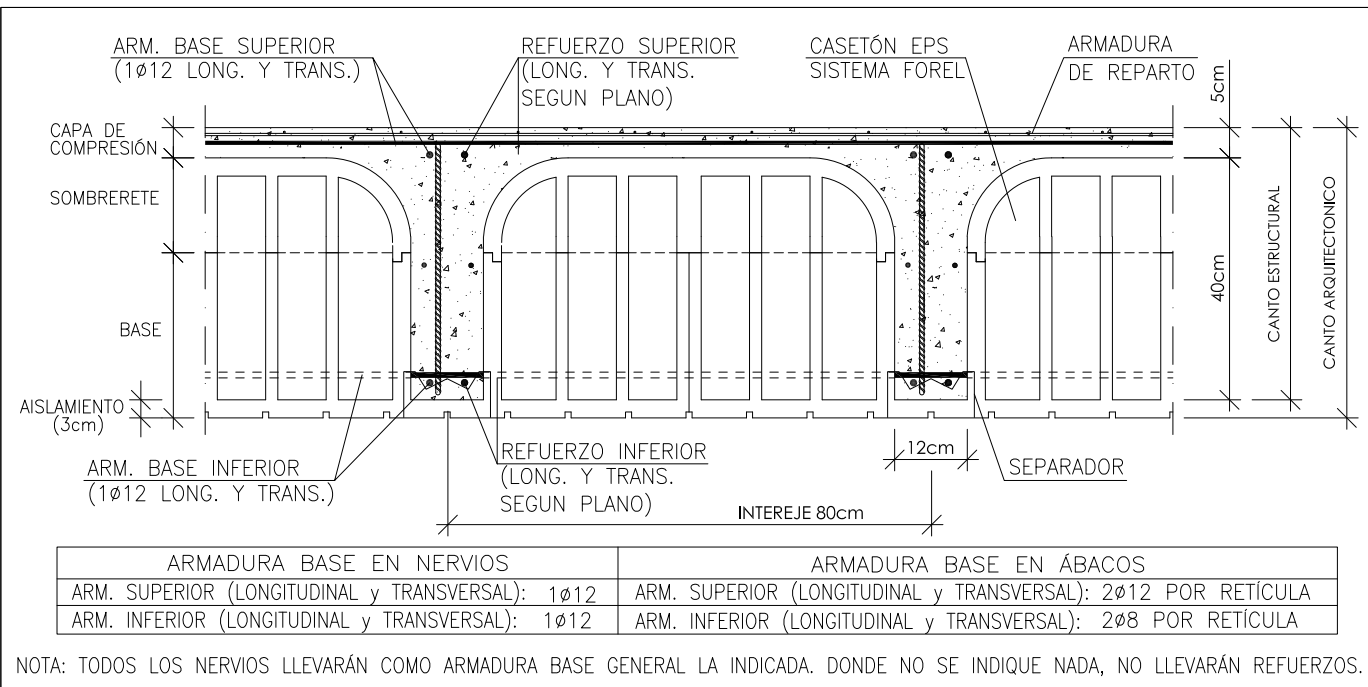 ARM. BASE SUPERIOR
(1ø12 LONG. Y TRANS.)
REFUERZO SUPERIOR
(LONG. Y TRANS.
SEGUN PLANO)
CASETÓN EPS
SISTEMA FOREL
ARMADURA
DE REPARTO
5cm
CAPA DE
COMPRESIÓN
SOMBRERETE
BASE
AISLAMIENTO
(3cm)
40cm
CANTO ESTRUCTURAL
CANTO ARQUITECTONICO
ARM. BASE INFERIOR
(1ø12 LONG. Y TRANS.)
REFUERZO INFERIOR
(LONG. Y TRANS.
SEGUN PLANO)
12cm
SEPARADOR
INTEREJE 80cm
ARMADURA BASE EN NERVIOS
ARMADURA BASE EN ÁBACOS
ARM. SUPERIOR (LONGITUDINAL y TRANSVERSAL): 1ø12
ARM. SUPERIOR (LONGITUDINAL y TRANSVERSAL): 2ø12 POR RETÍCULA
ARM. INFERIOR (LONGITUDINAL y TRANSVERSAL): 1ø12
ARM. INFERIOR (LONGITUDINAL y TRANSVERSAL): 2ø8 POR RETÍCULA
NOTA: TODOS LOS NERVIOS LLEVARÁN COMO ARMADURA BASE GENERAL LA INDICADA. DONDE NO SE INDIQUE NADA, NO LLEVARÁN REFUERZOS.